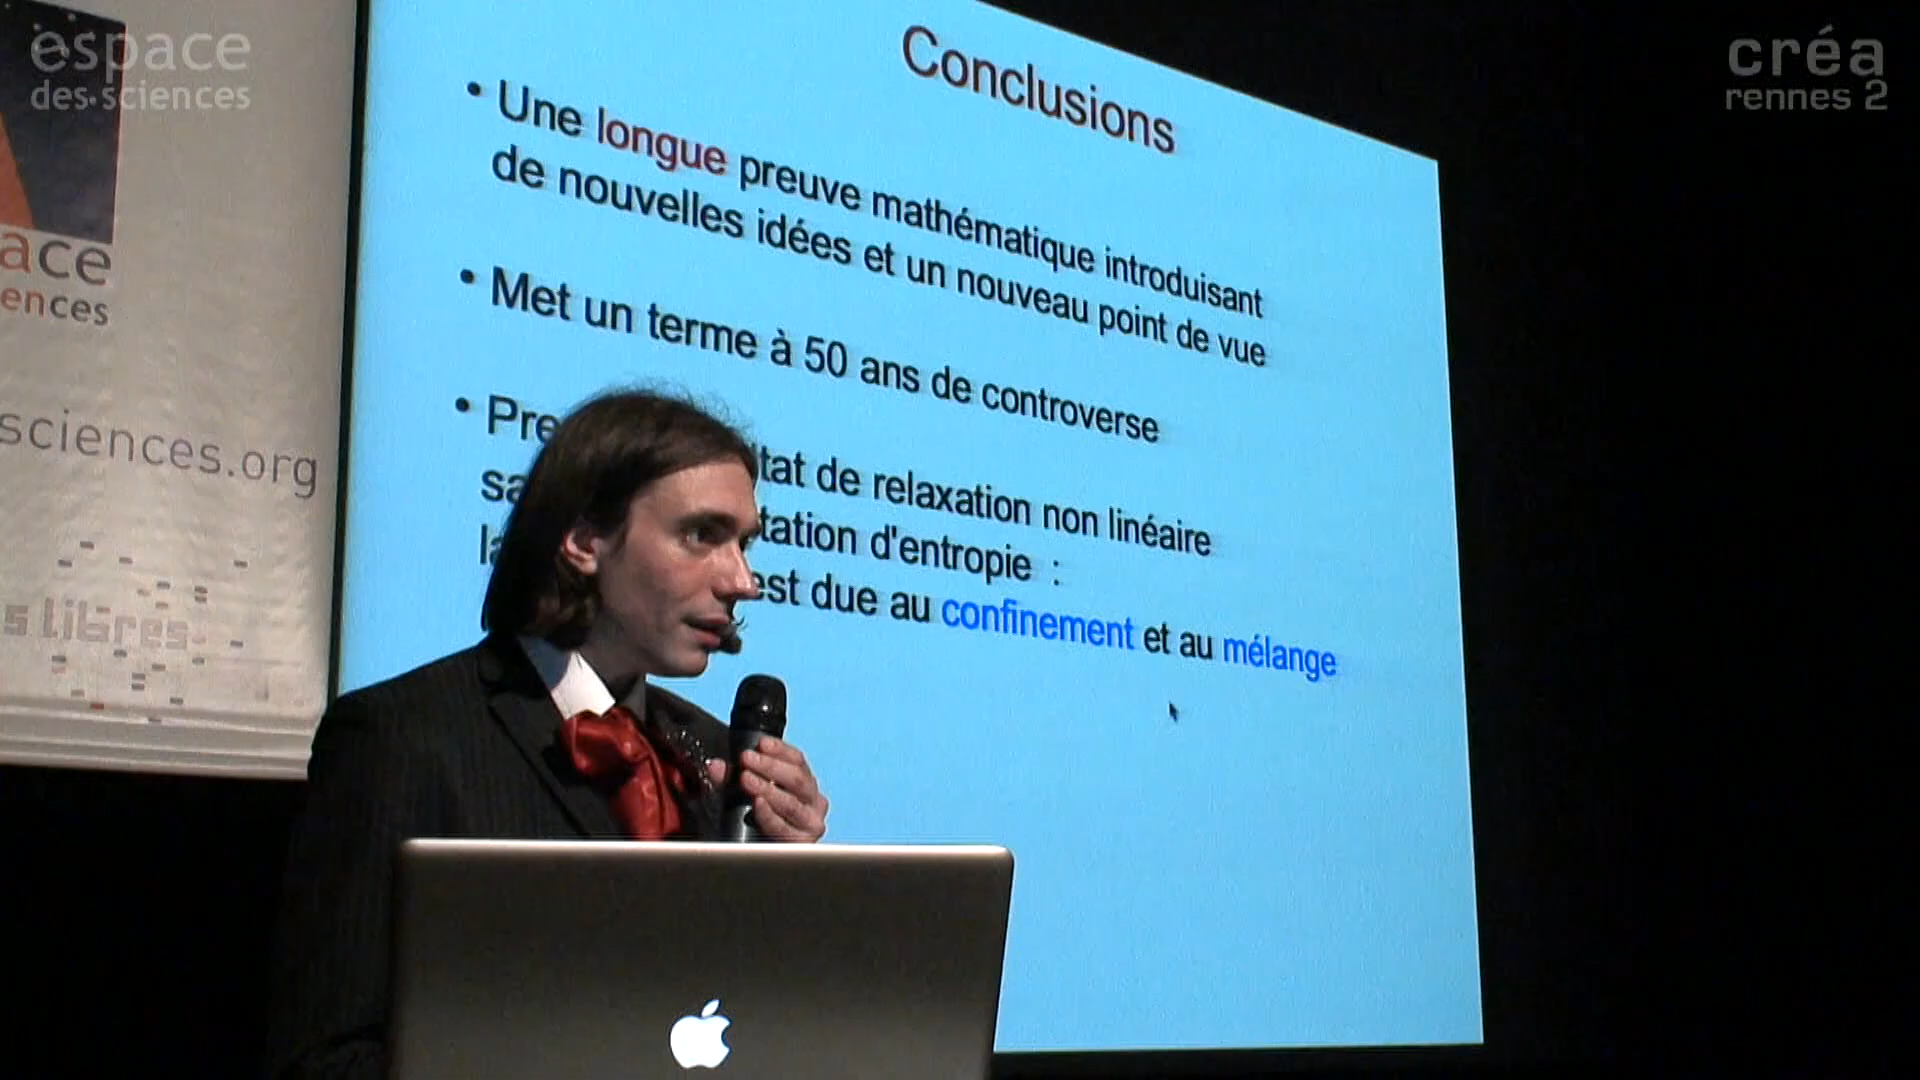 espace
des•sciences
créa
rennes 2
ace
ences
sciences.org
s libres
Conclusions
• Une longue preuve mathématique introduisant
de nouvelles idées et un nouveau point de vue
• Met un terme à 50 ans de controverse
• Pre tat de relaxation non linéaire
sa tation d'entropie :
la est due au confinement et au mélange